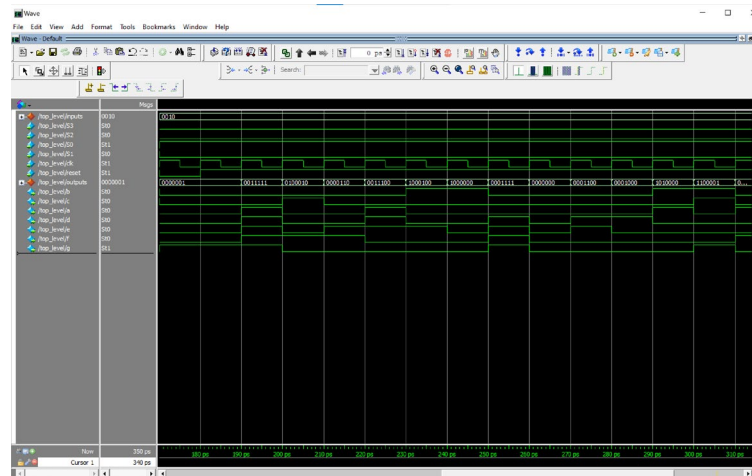 Wave
File Edit View Add Format Tools Bookmarks Window Help
Wave - Default
0 ps
Search:
Msgs
/top_level/inputs 0010 0010
/top_level/S3 St0
/top_level/S2 St0
/top_level/S0 St1
/top_level/S1 St0
/top_level/clk St1
/top_level/reset St1
/top_level/outputs 0000001 0000001 0011111 0100010 0000110 0011100 1000100 1000000 0001111 0000000 0001100 0001000 1010000 1100001 0...
/top_level/b St0
/top_level/c St0
/top_level/a St0
/top_level/d St0
/top_level/e St0
/top_level/f St0
/top_level/g St1
Now 350 ps
180 ps 190 ps 200 ps 210 ps 220 ps 230 ps 240 ps 250 ps 260 ps 270 ps 280 ps 290 ps 300 ps 310 ps
Cursor 1 340 ps